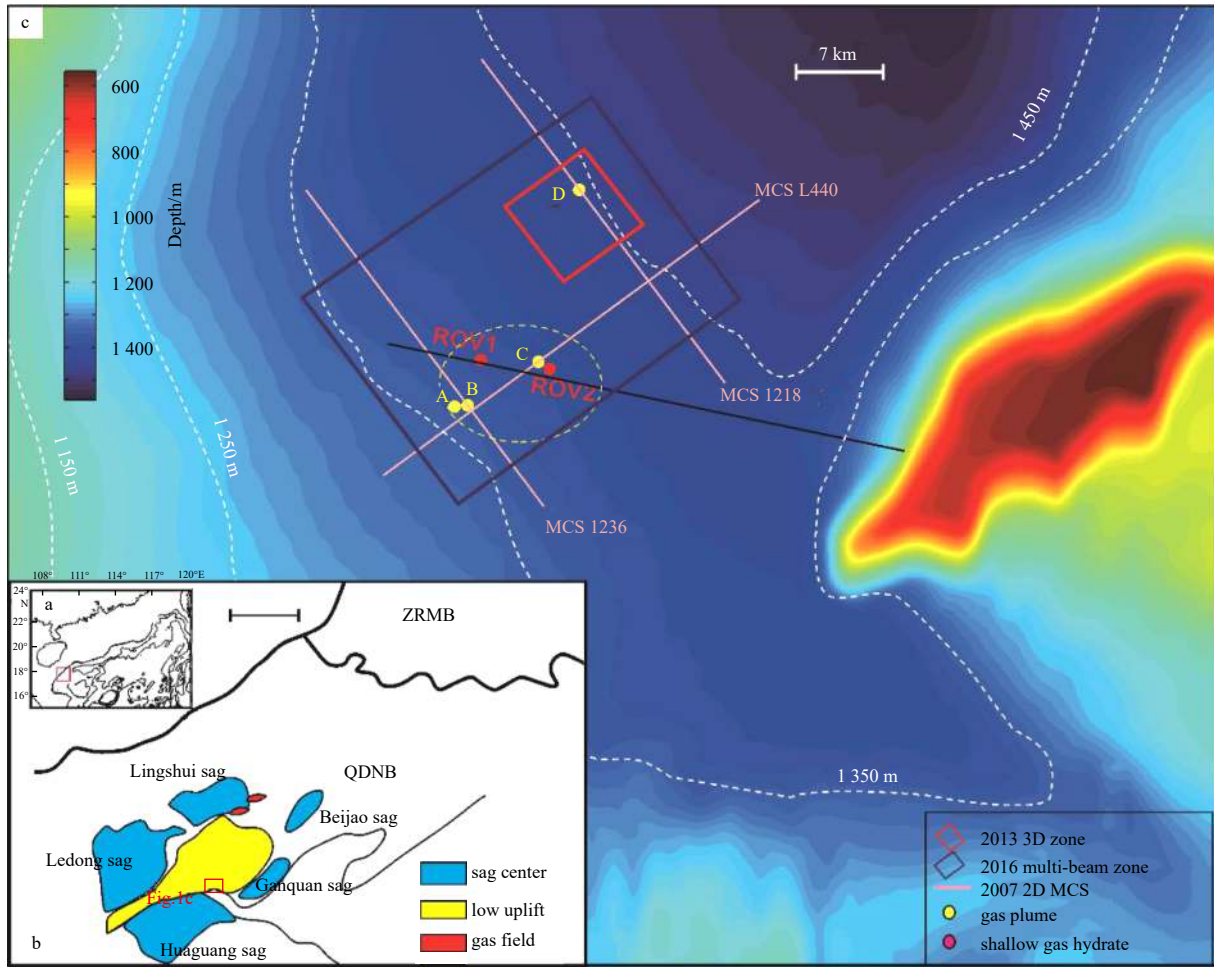 c
7 km
600
800
1 000
1 200
1 400
Depth/m
1 450 m
MCS L440
D
ROV1
C
ROV2
A
B
MCS 1218
MCS 1236
1 150 m
1 250 m
1 350 m
108°
111°
114°
117°
120°E
24°
N
22°
20°
18°
16°
a
ZRMB
Lingshui sag
QDNB
Beijao sag
Ledong sag
Ganquan sag
Fig.1c
Huaguang sag
b
sag center
low uplift
gas field
2013 3D zone
2016 multi-beam zone
2007 2D MCS
gas plume
shallow gas hydrate